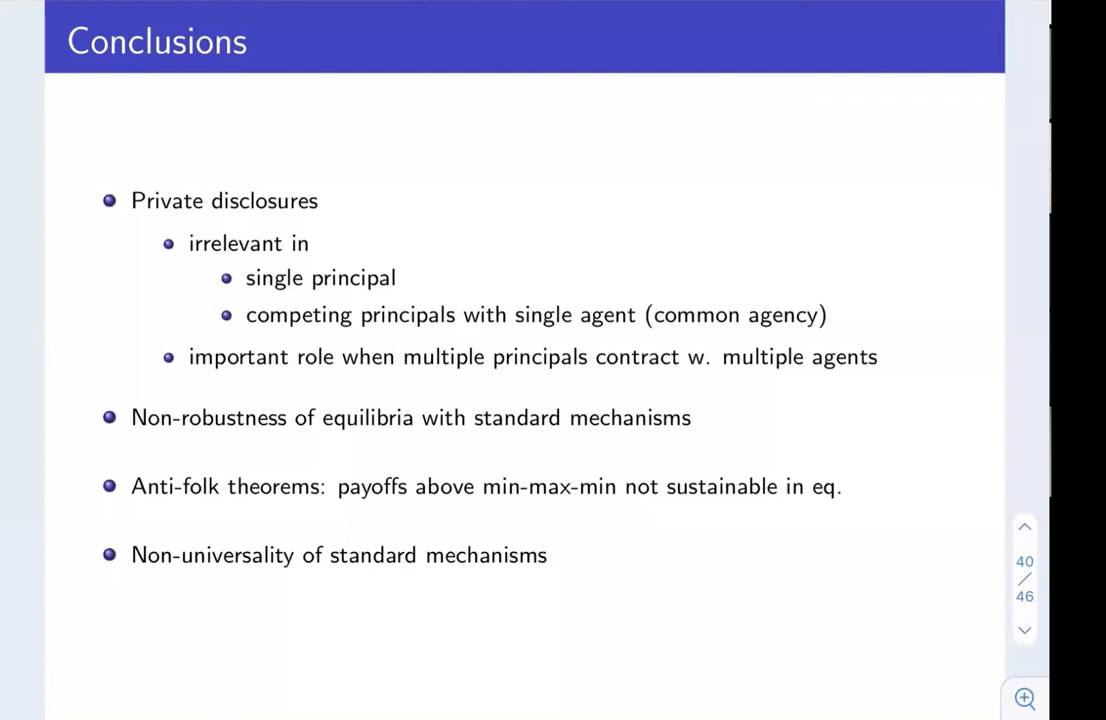 Conclusions
Private disclosures
irrelevant in
single principal
competing principals with single agent (common agency)
important role when multiple principals contract w. multiple agents
Non-robustness of equilibria with standard mechanisms
Anti-folk theorems: payoffs above min-max-min not sustainable in eq.
Non-universality of standard mechanisms
40
/
46